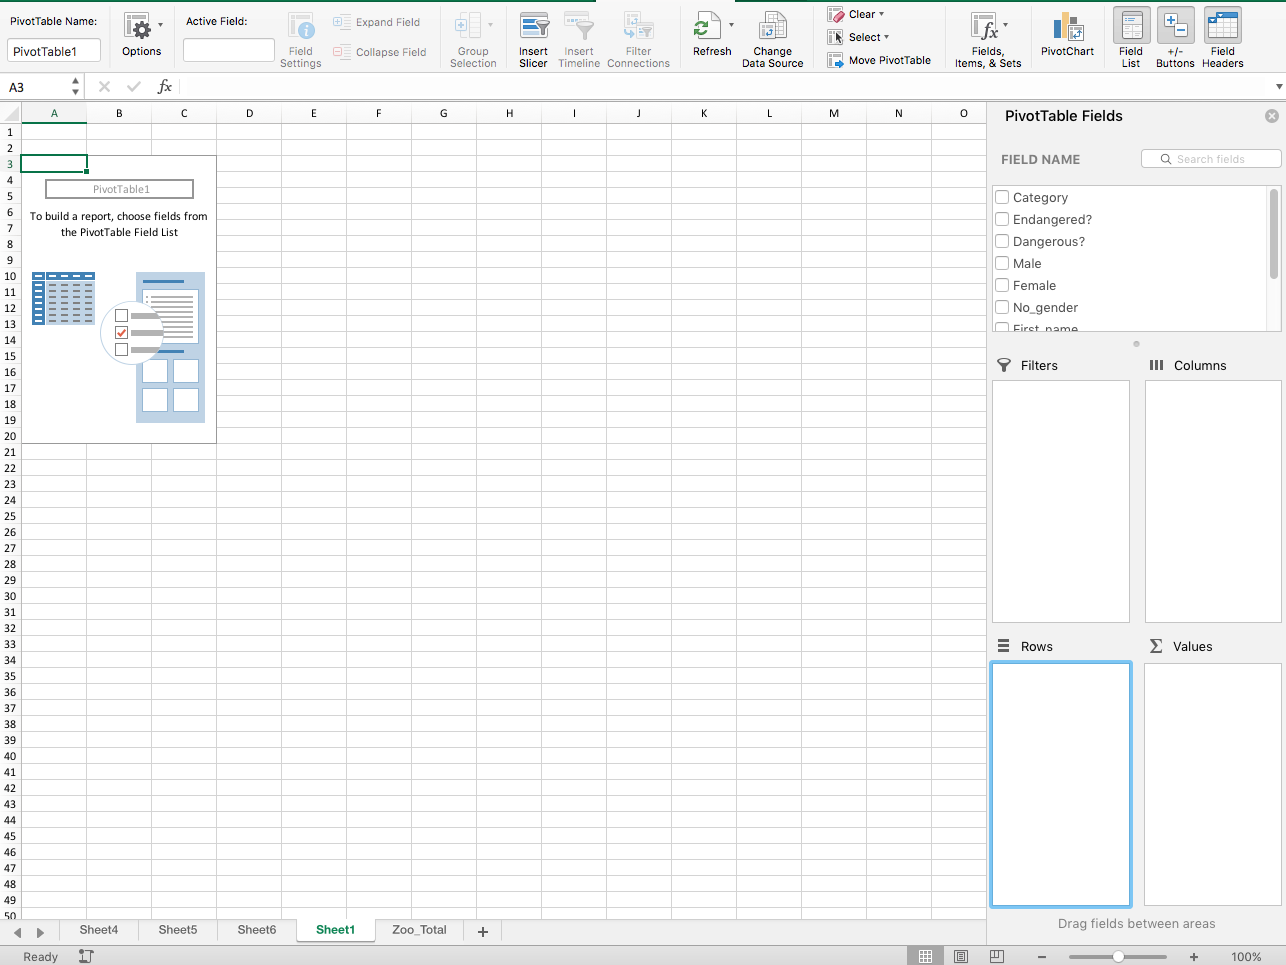 PivotTable Name:
PivotTable1
Options
Active Field:
Field
Settings
Expand Field
Collapse Field
Group
Selection
Insert
Slicer
Insert
Timeline
Filter
Connections
Refresh
Change
Data Source
Clear
Select
Move PivotTable
Fields,
Items, & Sets
PivotChart
Field
List
+/-
Buttons
Field
Headers
A3
fx
A B C D E F G H I J K L M N O
1
2
3
4
5
6
7
8
9
10
11
12
13
14
15
16
17
18
19
20
21
22
23
24
25
26
27
28
29
30
31
32
33
34
35
36
37
38
39
40
41
42
43
44
45
46
47
48
49
50
PivotTable1
To build a report, choose fields from
the PivotTable Field List
PivotTable Fields
FIELD NAME
Search fields
Category
Endangered?
Dangerous?
Male
Female
No_gender
First_name
Filters
Columns
Rows
Values
Drag fields between areas
Sheet4 Sheet5 Sheet6 Sheet1 Zoo_Total +
Ready
100%